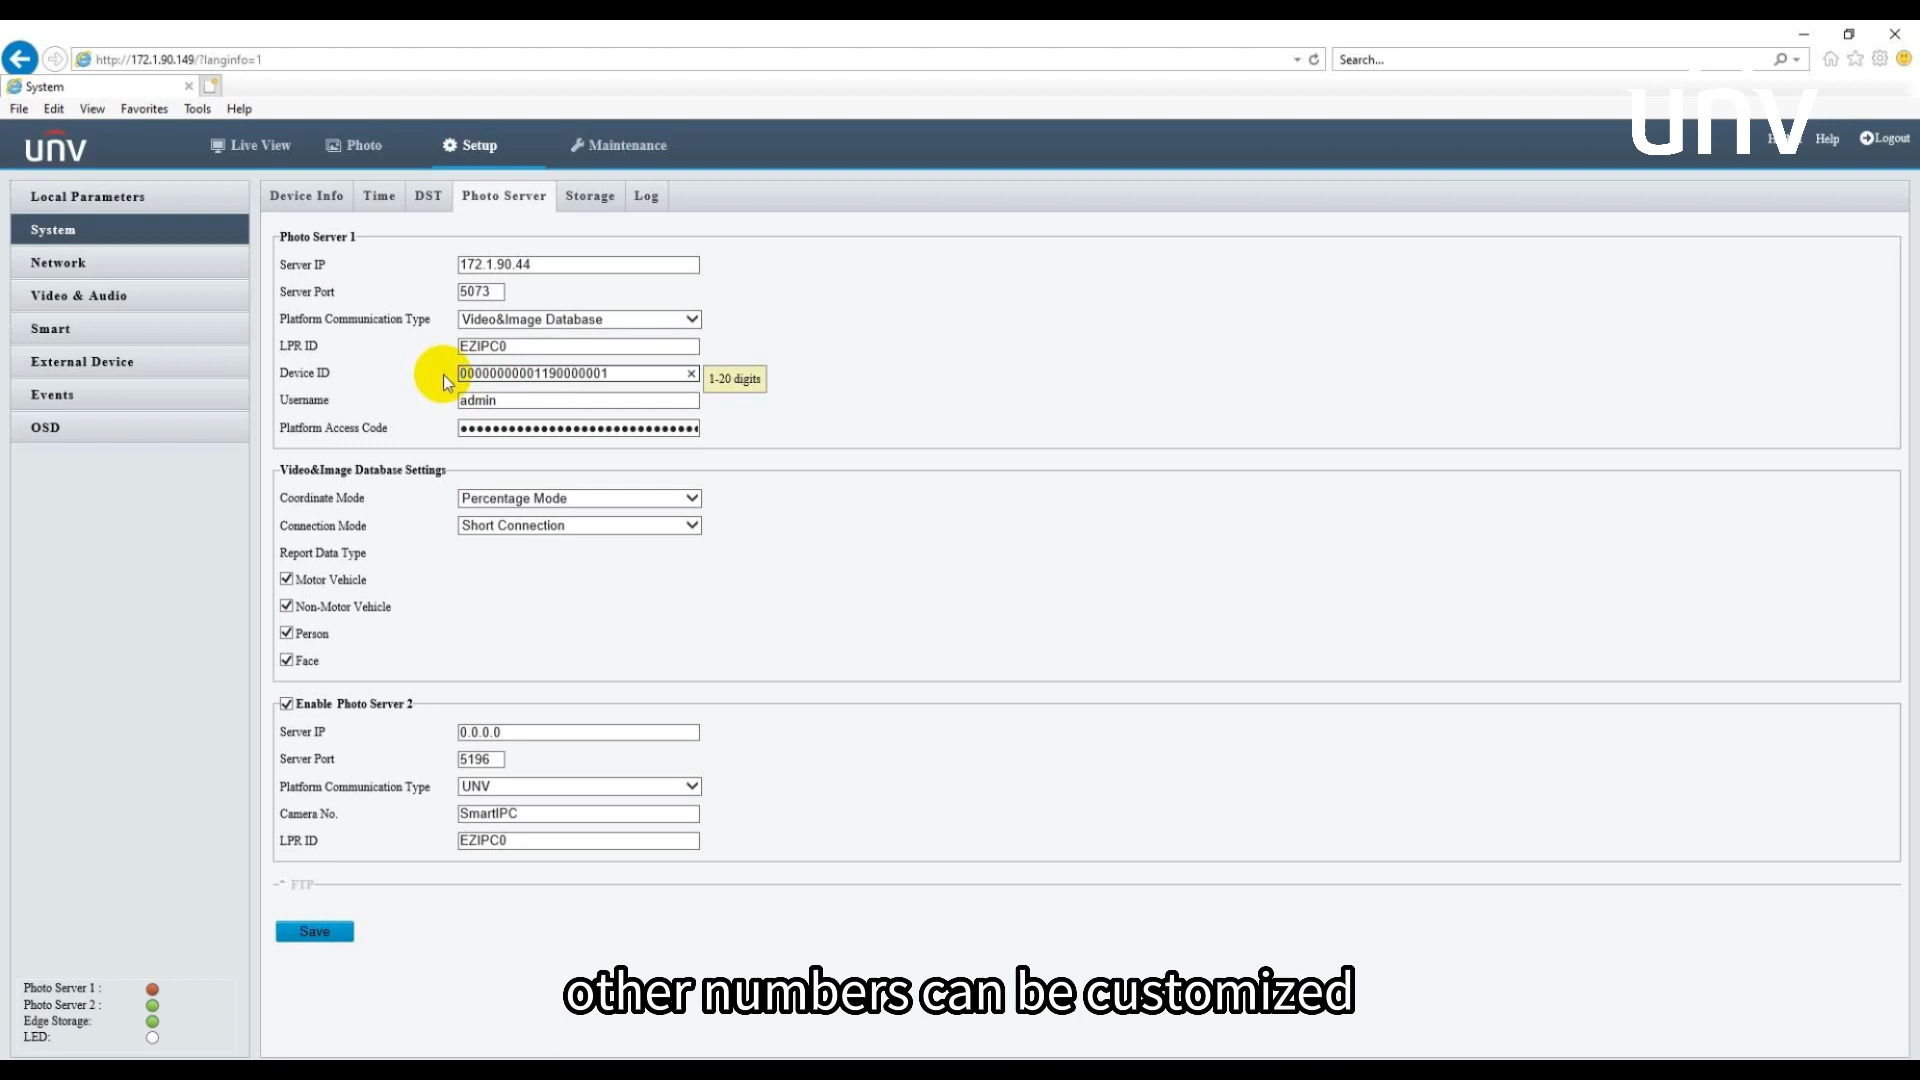 http://172.1.90.149/?langinfo=1
Search...
System
File Edit View Favorites Tools Help
unv
Live View
Photo
Setup
Maintenance
unv
Help
Logout
Local Parameters
System
Network
Video & Audio
Smart
External Device
Events
OSD
Device Info Time DST Photo Server Storage Log
Photo Server 1
Server IP 172.1.90.44
Server Port 5073
Platform Communication Type Video&Image Database
LPR ID EZIPC0
Device ID 00000000001190000001
1-20 digits
Username admin
Platform Access Code
Video&Image Database Settings
Coordinate Mode Percentage Mode
Connection Mode Short Connection
Report Data Type
Motor Vehicle
Non-Motor Vehicle
Person
Face
Enable Photo Server 2
Server IP 0.0.0.0
Server Port 5196
Platform Communication Type UNV
Camera No. SmartIPC
LPR ID EZIPC0
FTP
Save
Photo Server 1 :
Photo Server 2 :
Edge Storage:
LED:
other numbers can be customized